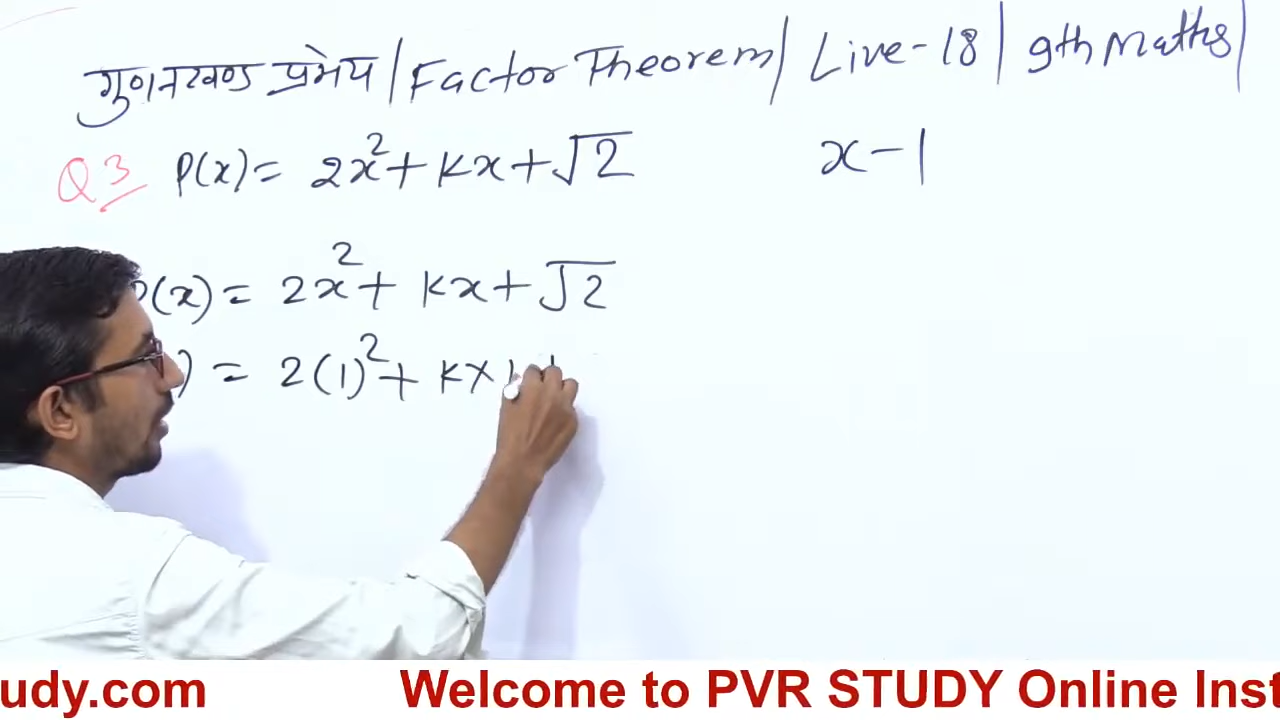 गुणनखण्ड प्रमेय / Factor Theorem / Live-18 / 9th Maths /
Q3 P(x) = 2x² + kx + √2 x - 1
(x) = 2x² + kx + √2
) = 2(1)² + k×1 +
udy.com Welcome to PVR STUDY Online Inst